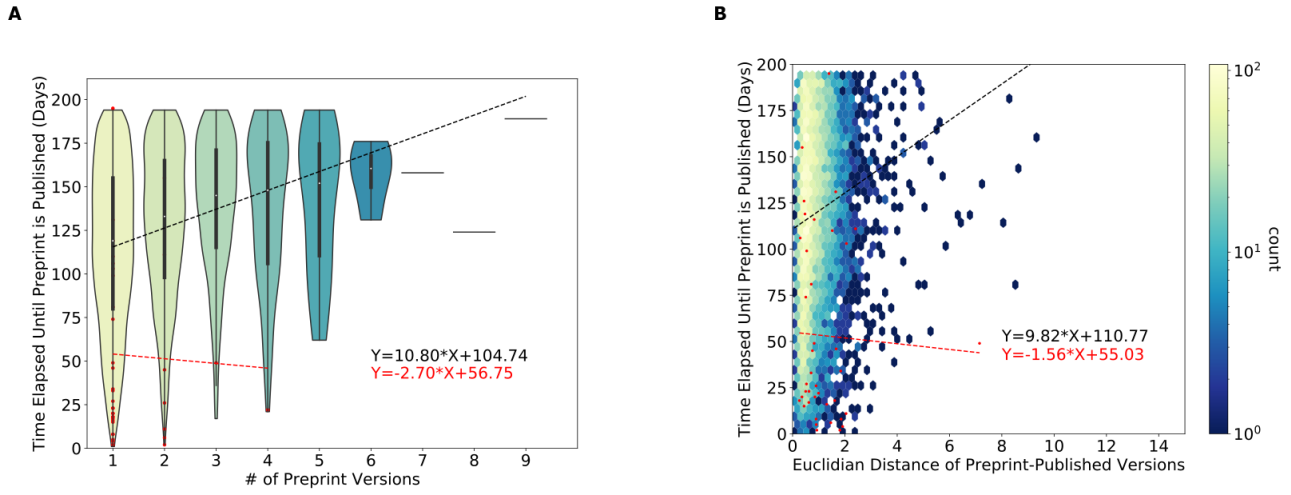 A
Time Elapsed Until Preprint is Published (Days)
200
175
150
125
100
75
50
25
0
Y=10.80*X+104.74
Y=-2.70*X+56.75
1 2 3 4 5 6 7 8 9
# of Preprint Versions
B
Time Elapsed Until Preprint is Published (Days)
200
175
150
125
100
75
50
25
0
Y=9.82*X+110.77
Y=-1.56*X+55.03
0 2 4 6 8 10 12 14
Euclidian Distance of Preprint-Published Versions
10²
10¹
10⁰
count